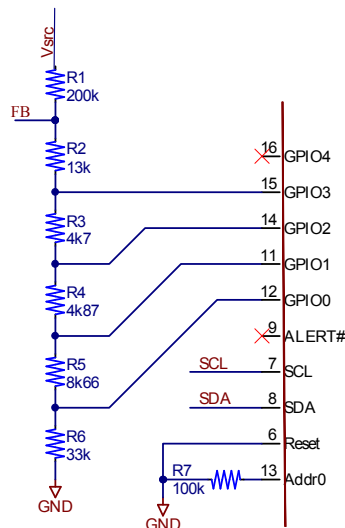 Vsrc
R1
200k
FB
R2
13k
16 GPIO4
15 GPIO3
R3
4k7
14 GPIO2
11 GPIO1
R4
4k87
12 GPIO0
9 ALERT#
R5
8k66
SCL 7 SCL
SDA 8 SDA
R6
33k
6 Reset
R7
100k
13 Addr0
GND
GND